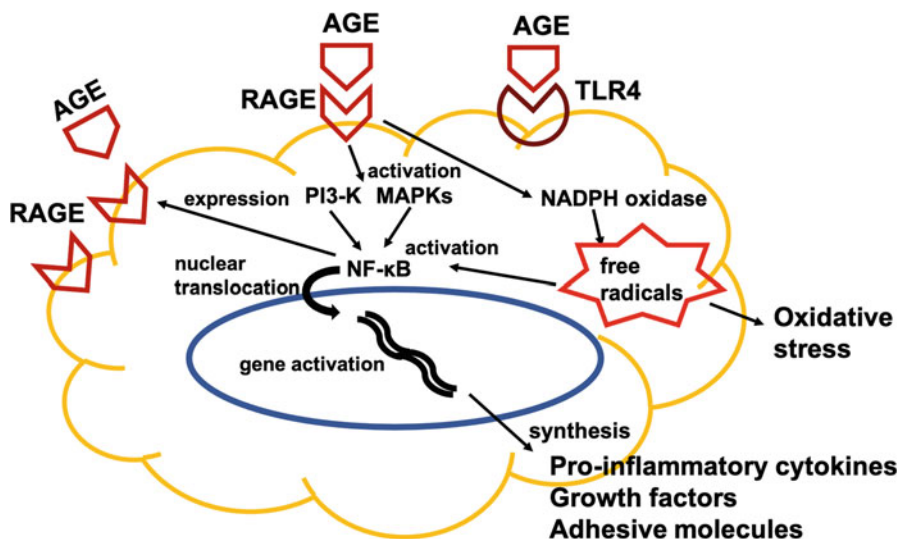 AGE
AGE
AGE
RAGE
TLR4
RAGE
expression
activation
PI3-K MAPKs
NADPH oxidase
activation
NF-κB
nuclear
translocation
free
radicals
Oxidative
stress
gene activation
synthesis
Pro-inflammatory cytokines
Growth factors
Adhesive molecules